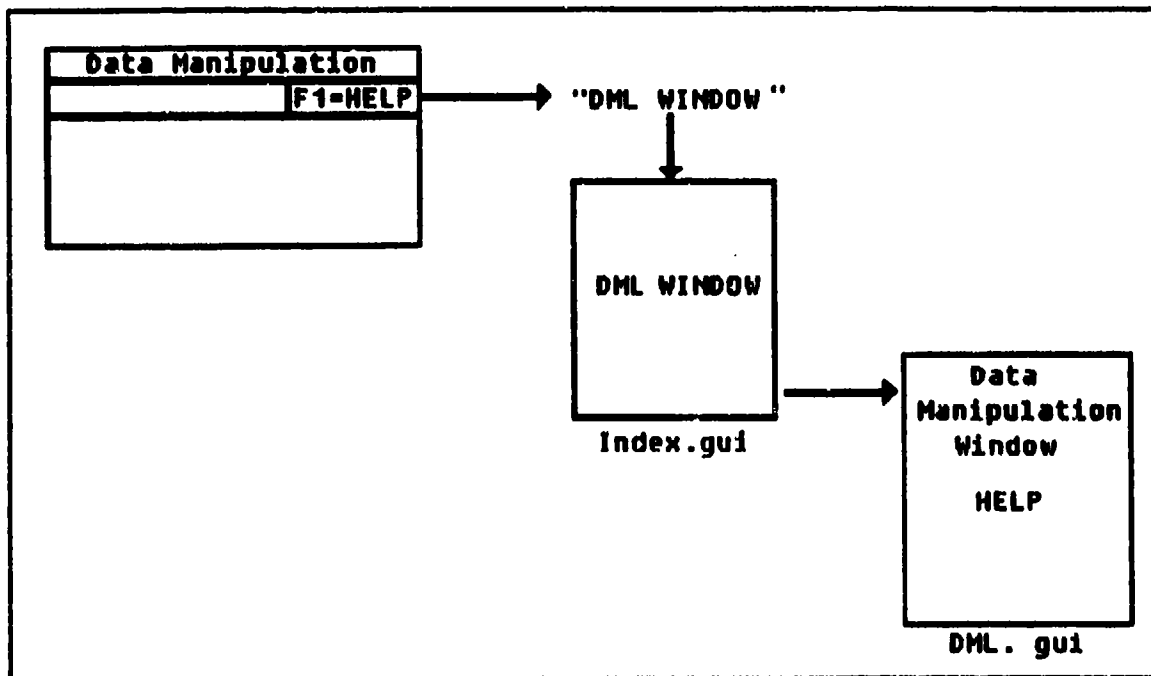 Data Manipulation
F1=HELP
"DML WINDOW"
DML WINDOW
Index.gui
Data
Manipulation
Window
HELP
DML. gui